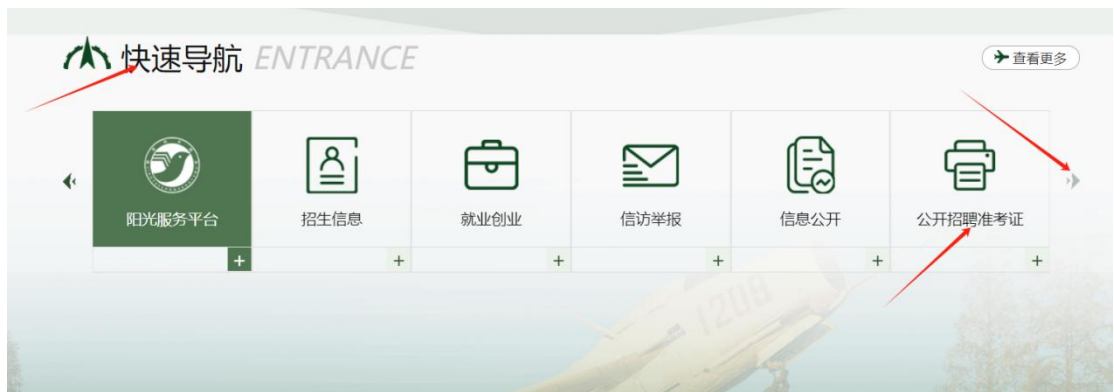 快速导航 ENTRANCE
查看更多
阳光服务平台
招生信息
就业创业
信访举报
信息公开
公开招聘准考证
1209